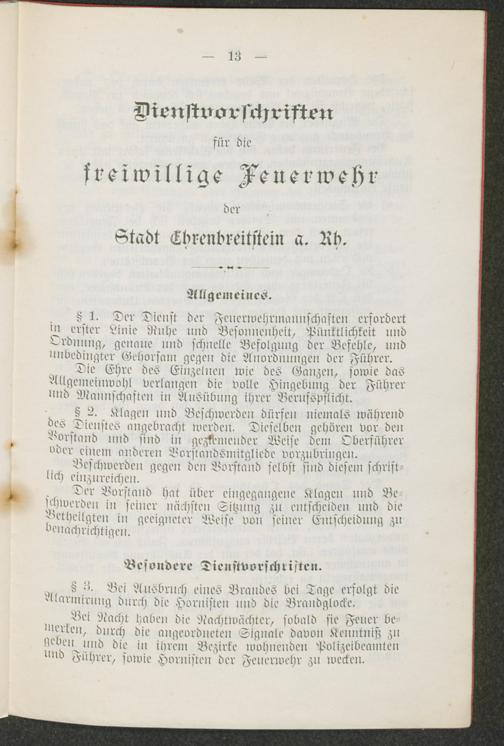 — 13 —
Dienstvorschriften
für die
freiwillige Feuerwehr
der
Stadt Ehrenbreitstein a. Rh.
Allgemeines.
§ 1. Der Dienst der Feuerwehrmannschaften erfordert
in erster Linie Ruhe und Besonnenheit, Pünktlichkeit und
Ordnung, genaue und schnelle Befolgung der Befehle, und
unbedingter Gehorsam gegen die Anordnungen der Führer.
Die Ehre des Einzelnen wie des Ganzen, sowie das
Allgemeinwohl verlangen die volle Hingebung der Führer
und Mannschaften in Ausübung ihrer Berufspflicht.
§ 2. Klagen und Beschwerden dürfen niemals während
des Dienstes angebracht werden. Dieselben gehören vor den
Vorstand und sind in geziemender Weise dem Oberführer
oder einem anderen Vorstandsmitgliede vorzubringen.
Beschwerden gegen den Vorstand selbst sind diesem schrift-
lich einzureichen.
Der Vorstand hat über eingegangene Klagen und Be-
schwerden in seiner nächsten Sitzung zu entscheiden und die
Betheilgten in geeigneter Weise von seiner Entscheidung zu
benachrichtigen.
Besondere Dienstvorschriften.
§ 3. Bei Ausbruch eines Brandes bei Tage erfolgt die
Alarmirung durch die Hornisten und die Brandglocke.
Bei Nacht haben die Nachtwächter, sobald sie Feuer be-
merken, durch die angeordneten Signale davon Kenntniß zu
geben und die in ihrem Bezirke wohnenden Polizeibeamten
und Führer, sowie Hornisten der Feuerwehr zu wecken.